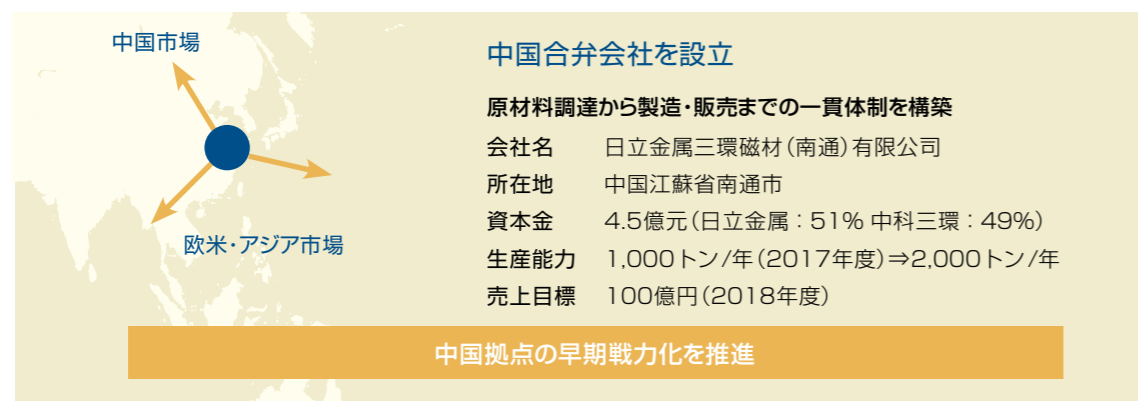 中国市場
欧米・アジア市場
中国合弁会社を設立
原材料調達から製造・販売までの一貫体制を構築
会社名 日立金属三環磁材(南通)有限公司
所在地 中国江蘇省南通市
資本金 4.5億元(日立金属:51% 中科三環:49%)
生産能力 1,000トン/年(2017年度)⇒2,000トン/年
売上目標 100億円(2018年度)
中国拠点の早期戦力化を推進